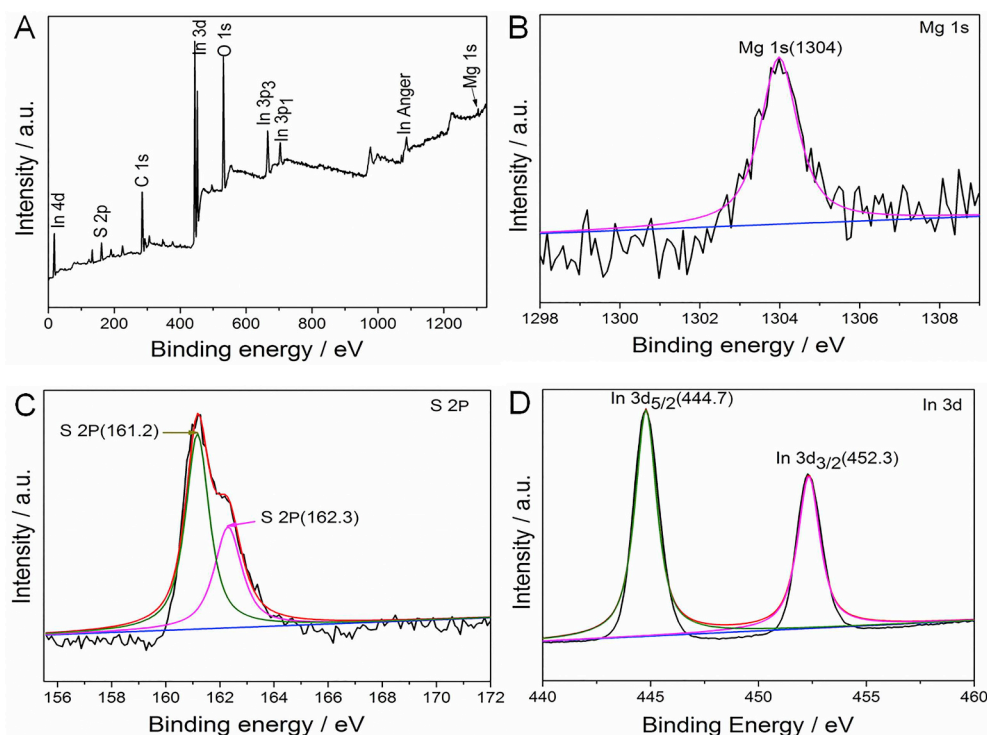 A
Intensity / a.u.
In 4d
S 2p
C 1s
In 3d
O 1s
In 3p3
In 3p1
In Anger
Mg 1s
0 200 400 600 800 1000 1200
Binding energy / eV
B
Mg 1s
Mg 1s(1304)
Intensity / a.u.
1298 1300 1302 1304 1306 1308
Binding energy / eV
C
S 2P
S 2P(161.2)
S 2P(162.3)
Intensity / a.u.
156 158 160 162 164 166 168 170 172
Binding energy / eV
D
In 3d5/2(444.7)
In 3d
In 3d3/2(452.3)
Intensity / a.u.
440 445 450 455 460
Binding Energy / eV